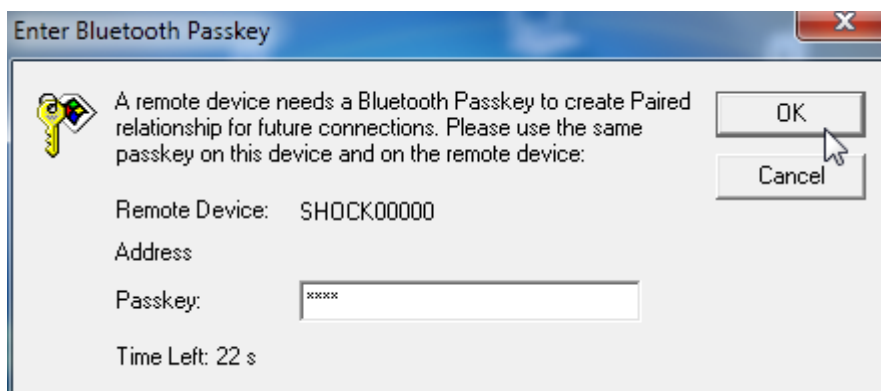 Enter Bluetooth Passkey
A remote device needs a Bluetooth Passkey to create Paired
relationship for future connections. Please use the same
passkey on this device and on the remote device:
OK
Cancel
Remote Device: SHOCK00000
Address
Passkey: ****
Time Left: 22 s